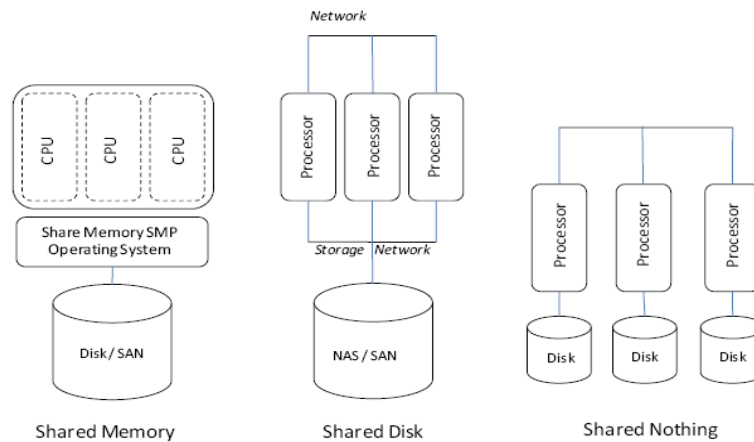 Network
CPU
CPU
CPU
Share Memory SMP
Operating System
Disk/ SAN
Shared Memory
Processor
Processor
Processor
Storage Network
NAS / SAN
Shared Disk
Processor
Processor
Processor
Disk
Disk
Disk
Shared Nothing